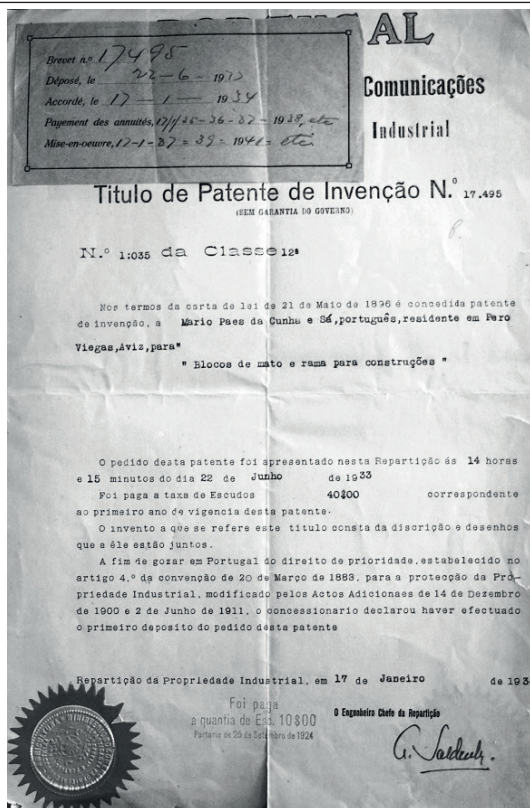 PORTUGAL
Brevet n.º 17495
Déposé, le 22 - 6 - 1933
Accordé, le 17 - 1 - 1934
Payement des annuités, 17/1/35-36-37 - 1938, etc
Mise-en-oeuvre, 17-1-37 = 39 = 1941 = etc.
Comunicações
Industrial
Titulo de Patente de Invenção N.º 17.495
(SEM GARANTIA DO GOVERNO)
N.º 1:035 da Classe 12ª
Nos termos da carta de lei de 21 de Maio de 1896 é concedida patente
de invenção, a Mario Paes da Cunha e Sá, português, residente em Pero
Viegas, Aviz, para"
" Blocos de mato e rama para construções "
O pedido desta patente foi apresentado nesta Repartição ás 14 horas
e 15 minutos do dia 22 de Junho de 1933
Foi paga a taxa de Escudos 40$00 correspondente
ao primeiro ano de vigencia desta patente.
O invento a que se refere este titulo consta da discrição e desenhos
que a êle estão juntos.
A fim de gozar em Portugal do direito de prioridade, estabelecido no
artigo 4.º da convenção de 20 de Março de 1883, para a protecção da Pro-
priedade Industrial, modificado pelos Actos Adicionaes de 14 de Dezembro
de 1900 e 2 de Junho de 1911, o concessionario declarou haver efectuado
o primeiro deposito do pedido desta patente
Repartição da Propriedade Industrial, em 17 de Janeiro de 193
Foi paga
a quantia de Esc. 10$00
Portaria de 25 de Setembro de 1924
O Engenheiro Chefe da Repartição